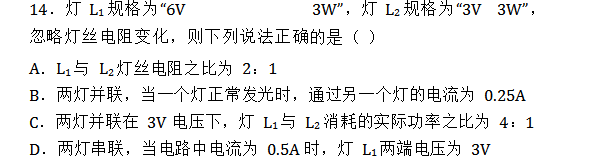 14．灯 L₁规格为“6V 3W”，灯 L₂规格为“3V 3W”，
忽略灯丝电阻变化，则下列说法正确的是（ ）
A．L₁与 L₂灯丝电阻之比为 2：1
B．两灯并联，当一个灯正常发光时，通过另一个灯的电流为 0.25A
C．两灯并联在 3V 电压下，灯 L₁与 L₂消耗的实际功率之比为 4：1
D．两灯串联，当电路中电流为 0.5A 时，灯 L₁两端电压为 3V